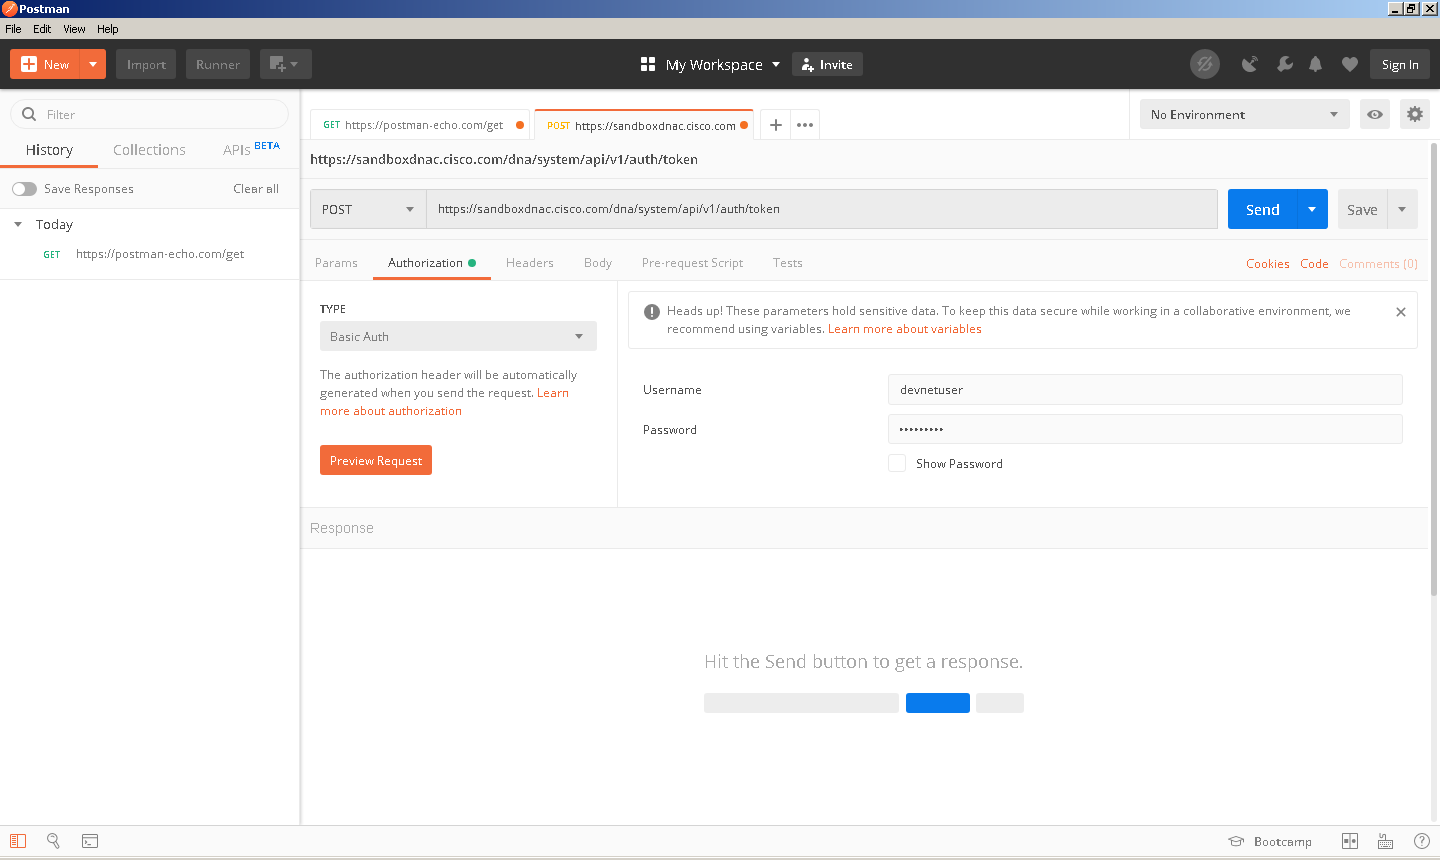 Postman
File Edit View Help
New Import Runner My Workspace Invite Sign In
Filter
History Collections APIs BETA
Save Responses Clear all
Today
GET https://postman-echo.com/get
GET https://postman-echo.com/get POST https://sandboxdnac.cisco.com + ••• No Environment
https://sandboxdnac.cisco.com/dna/system/api/v1/auth/token
POST https://sandboxdnac.cisco.com/dna/system/api/v1/auth/token Send Save
Params Authorization Headers Body Pre-request Script Tests Cookies Code Comments (0)
TYPE
Basic Auth
The authorization header will be automatically
generated when you send the request. Learn
more about authorization
Preview Request
Heads up! These parameters hold sensitive data. To keep this data secure while working in a collaborative environment, we
recommend using variables. Learn more about variables
Username devnetuser
Password •••••••••
Show Password
Response
Hit the Send button to get a response.
Bootcamp